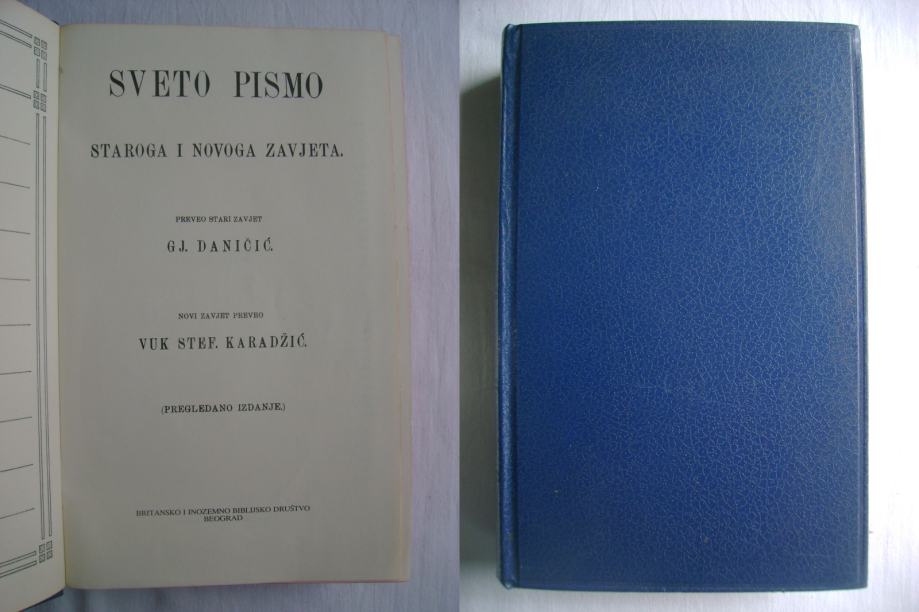 SVETO PISMO
STAROGA I NOVOGA ZAVJETA.
PREVEO STARI ZAVJET
GJ. DANIČIĆ.
NOVI ZAVJET PREVEO
VUK STEF. KARADŽIĆ.
(PREGLEDANO IZDANJE.)
BRITANSKO I INOZEMNO BIBLIJSKO DRUŠTVO
BEOGRAD